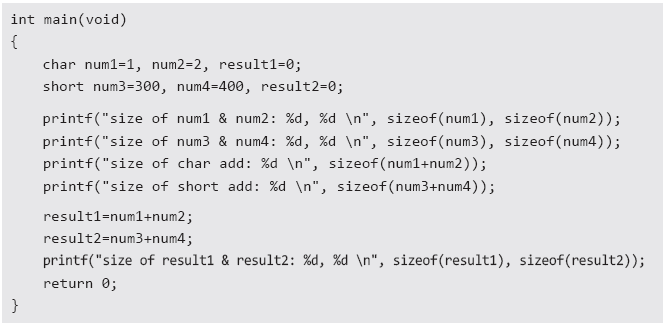 int main(void)
{
    char num1=1, num2=2, result1=0;
    short num3=300, num4=400, result2=0;
    printf("size of num1 & num2: %d, %d \n", sizeof(num1), sizeof(num2));
    printf("size of num3 & num4: %d, %d \n", sizeof(num3), sizeof(num4));
    printf("size of char add: %d \n", sizeof(num1+num2));
    printf("size of short add: %d \n", sizeof(num3+num4));
    result1=num1+num2;
    result2=num3+num4;
    printf("size of result1 & result2: %d, %d \n", sizeof(result1), sizeof(result2));
    return 0;
}